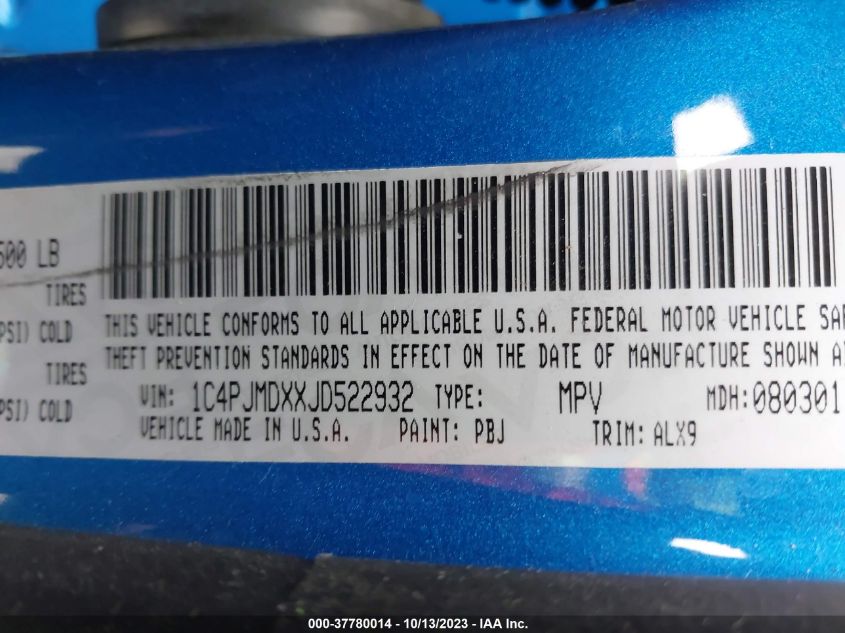 500 LB
TIRES
PSI) COLD
TIRES
PSI) COLD
THIS VEHICLE CONFORMS TO ALL APPLICABLE U.S.A. FEDERAL MOTOR VEHICLE SAF
THEFT PREVENTION STANDARDS IN EFFECT ON THE DATE OF MANUFACTURE SHOWN A
VIN: 1C4PJMDXXJD522932 TYPE: MPV MDH: 080301
VEHICLE MADE IN U.S.A. PAINT: PBJ TRIM: ALX9
000-37780014 - 10/13/2023 - IAA Inc.